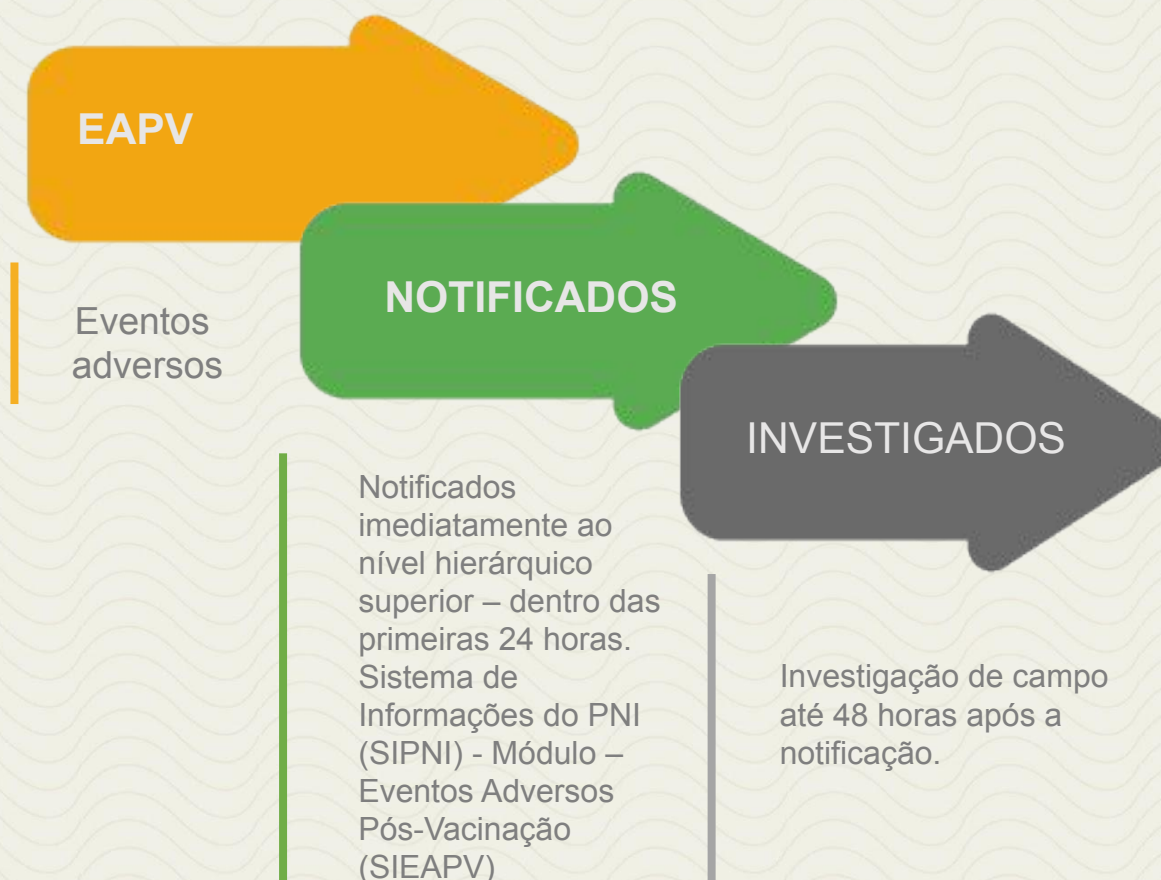 EAPV
Eventos
adversos
NOTIFICADOS
Notificados
imediatamente ao
nível hierárquico
superior – dentro das
primeiras 24 horas.
Sistema de
Informações do PNI
(SIPNI) - Módulo –
Eventos Adversos
Pós-Vacinação
(SIEAPV)
INVESTIGADOS
Investigação de campo
até 48 horas após a
notificação.